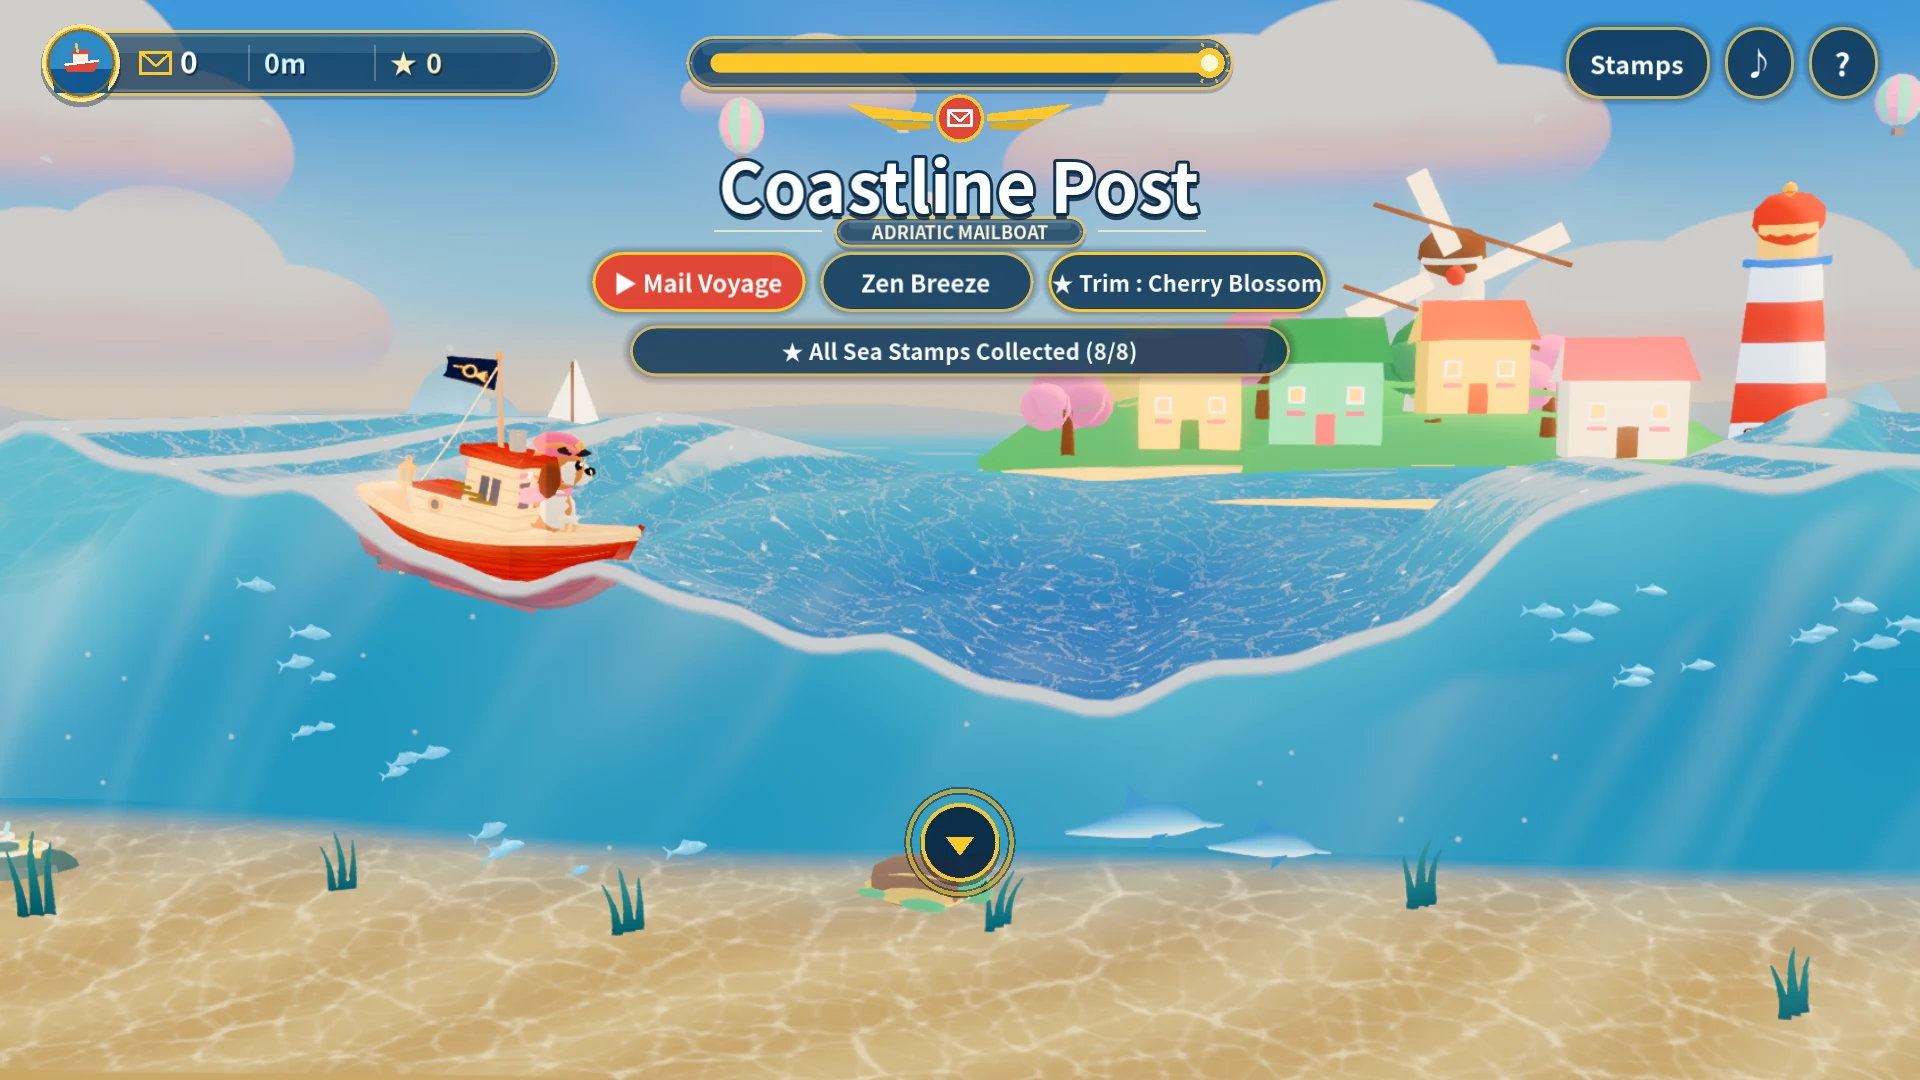 0 0m ★ 0
Stamps ♪ ?
Coastline Post
ADRIATIC MAILBOAT
▶ Mail Voyage
Zen Breeze
★ Trim : Cherry Blossom
★ All Sea Stamps Collected (8/8)